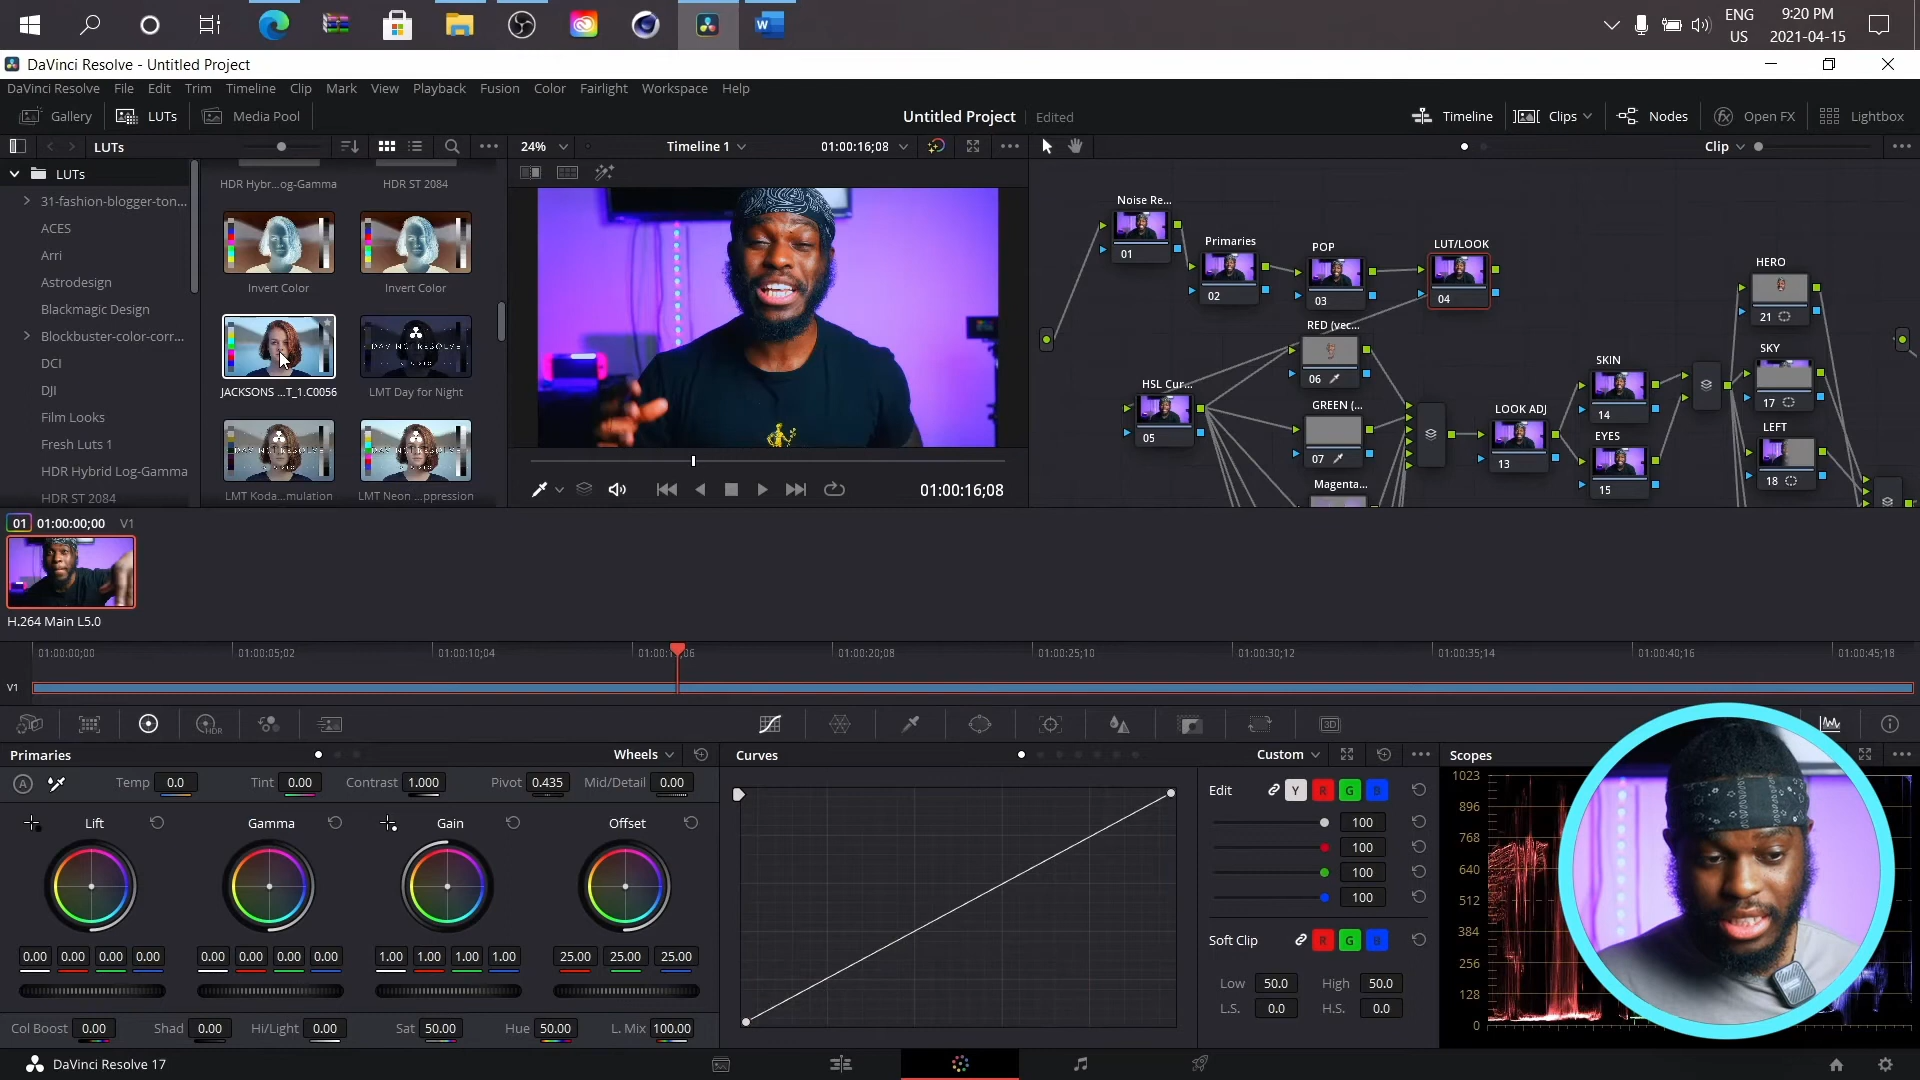 ENG
US
9:20 PM
2021-04-15
DaVinci Resolve - Untitled Project
DaVinci Resolve File Edit Trim Timeline Clip Mark View Playback Fusion Color Fairlight Workspace Help
Gallery LUTs Media Pool Untitled Project Edited Timeline Clips Nodes Open FX Lightbox
LUTs 24% Timeline 1 01:00:16;08 Clip
LUTs
31-fashion-blogger-ton...
ACES
Arri
Astrodesign
Blackmagic Design
Blockbuster-color-corr...
DCI
DJI
Film Looks
Fresh Luts 1
HDR Hybrid Log-Gamma
HDR ST 2084
HDR Hybr...og-Gamma HDR ST 2084
Invert Color Invert Color
DAVINCI RESOLVE
JACKSONS ...T_1.C0056 LMT Day for Night
LMT Koda...mulation LMT Neon ...ppression
01:00:16;08
Noise Re...
01
Primaries
02
POP
03
LUT/LOOK
04
HSL Cur...
05
RED (vec...
06
GREEN (...
07
Magenta...
LOOK ADJ
13
SKIN
14
EYES
15
HERO
21
SKY
17
LEFT
18
01 01:00:00;00 V1
H.264 Main L5.0
01:00:00;00 01:00:05;02 01:00:10;04 01:00:1 ;06 01:00:20;08 01:00:25;10 01:00:30;12 01:00:35;14 01:00:40;16 01:00:45;18
V1
HDR 3D
Primaries Wheels Curves Custom Scopes
A Temp 0.0 Tint 0.00 Contrast 1.000 Pivot 0.435 Mid/Detail 0.00
Lift Gamma Gain Offset
0.00 0.00 0.00 0.00 0.00 0.00 0.00 0.00 1.00 1.00 1.00 1.00 25.00 25.00 25.00
Col Boost 0.00 Shad 0.00 Hi/Light 0.00 Sat 50.00 Hue 50.00 L. Mix 100.00
Edit Y R G B
100
100
100
100
Soft Clip R G B
Low 50.0 High 50.0
L.S. 0.0 H.S. 0.0
1023
896
768
640
512
384
256
128
0
DaVinci Resolve 17